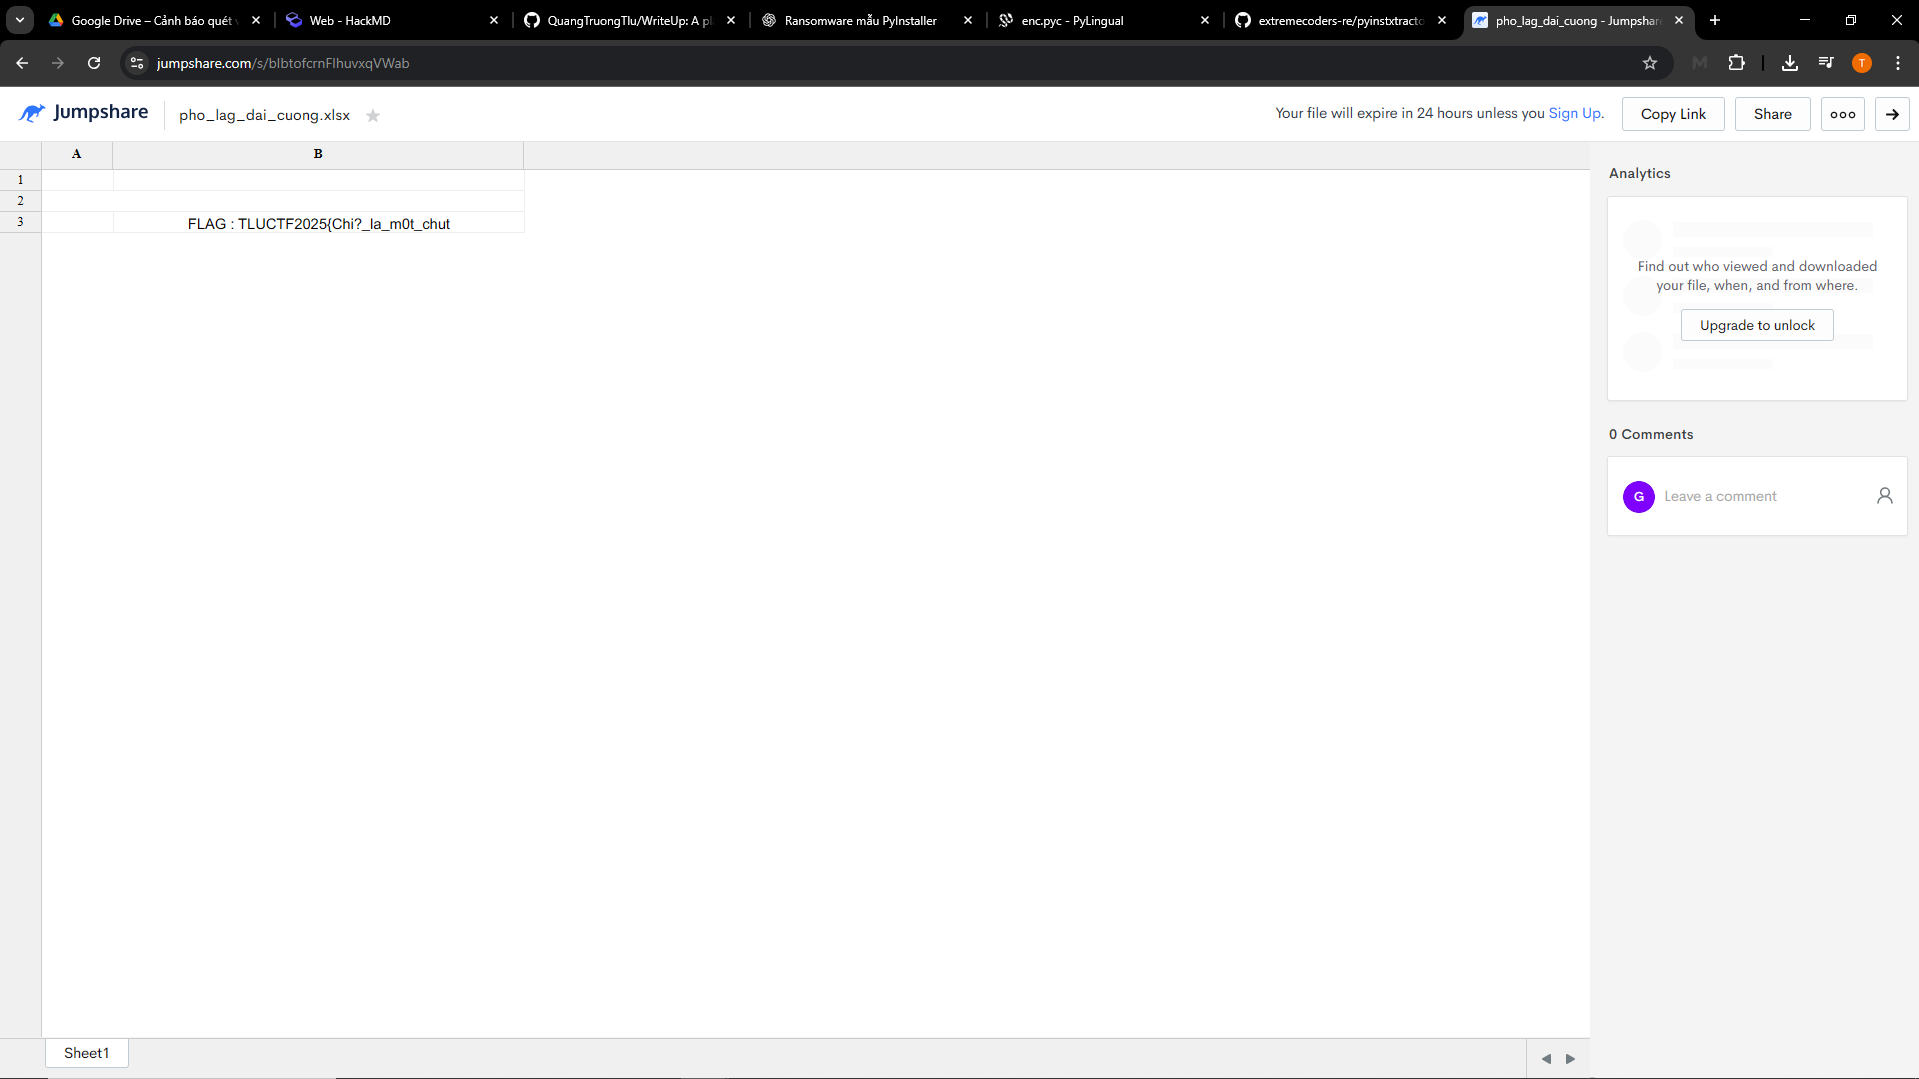 Google Drive – Cảnh báo quét v
Web - HackMD
QuangTruongTlu/WriteUp: A pl
Ransomware mẫu PyInstaller
enc.pyc - PyLingual
extremecoders-re/pyinstxtracto
pho_lag_dai_cuong - Jumpshare
jumpshare.com/s/blbtofcrnFIhuvxqVWab
M
T
Jumpshare
pho_lag_dai_cuong.xlsx
Your file will expire in 24 hours unless you Sign Up.
Copy Link
Share
A
B
1
2
3
FLAG : TLUCTF2025{Chi?_la_m0t_chut
Analytics
Find out who viewed and downloaded
your file, when, and from where.
Upgrade to unlock
0 Comments
G
Leave a comment
Sheet1